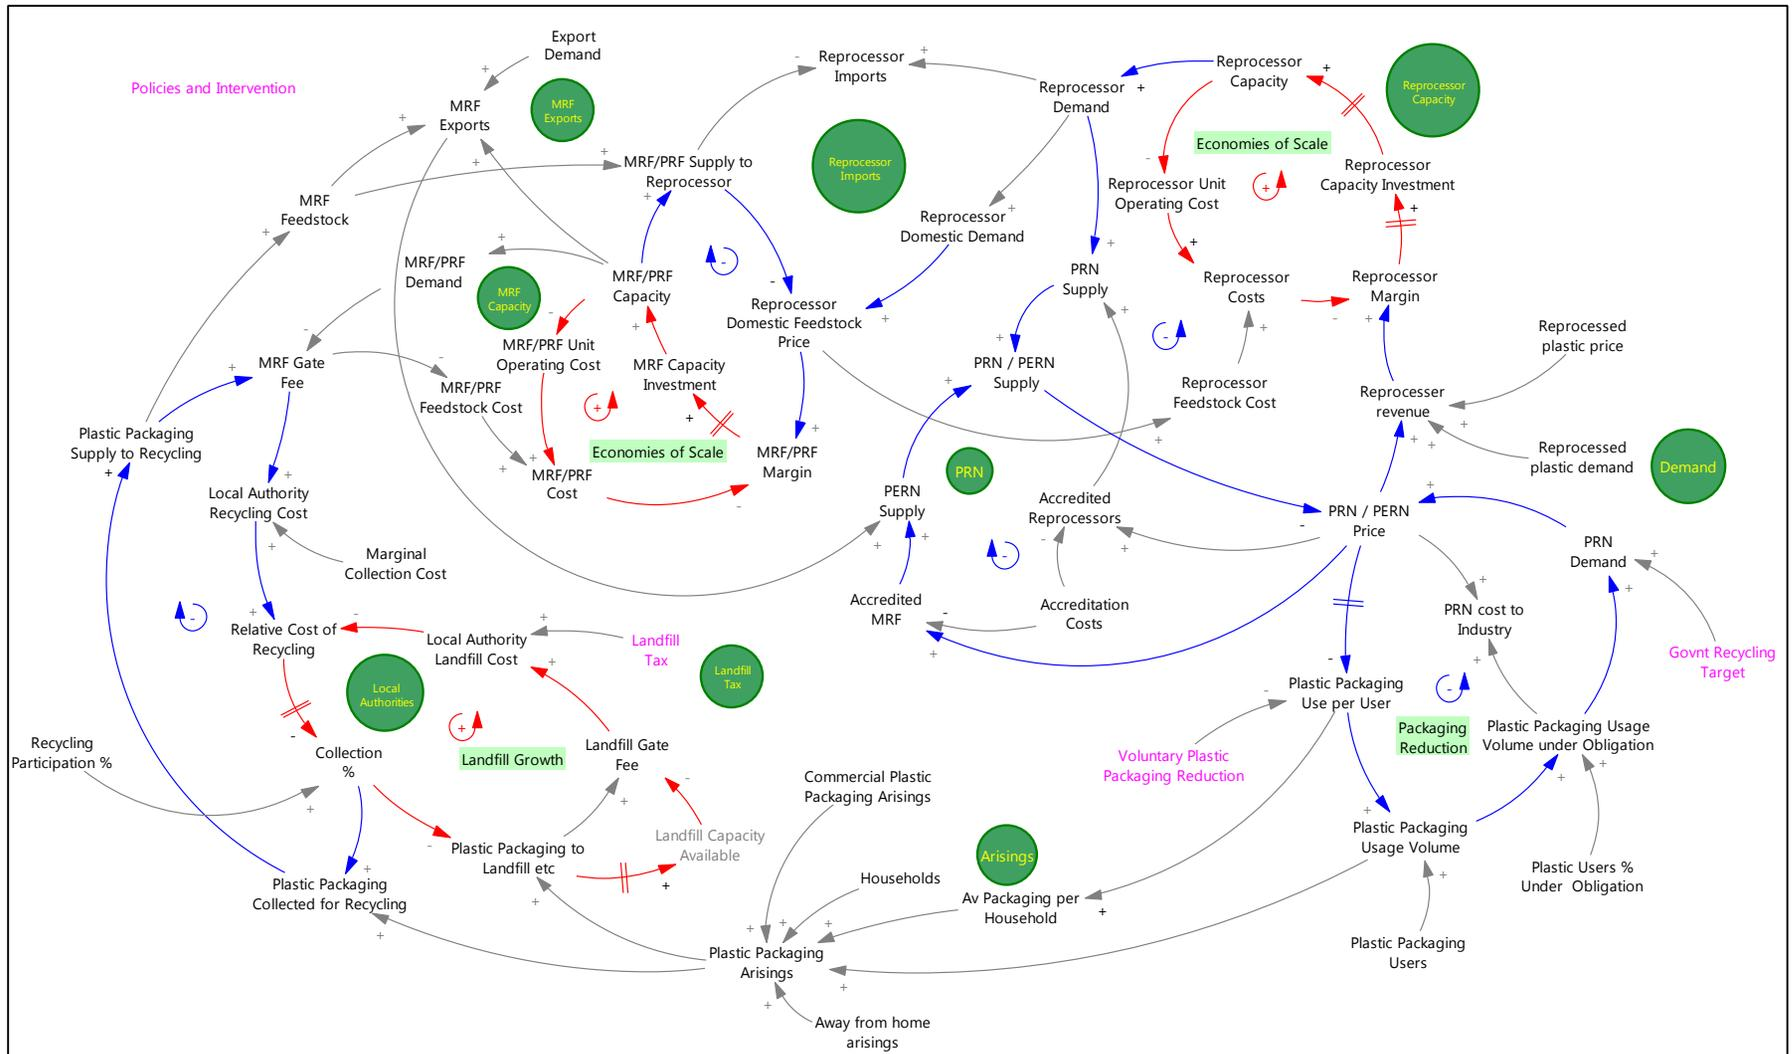 Export
Demand
Policies and Intervention
MRF
Exports
MRF
Exports
Reprocessor
Imports
Reprocessor
Demand
Reprocessor
Capacity
Reprocessor
Capacity
Economies of Scale
MRF/PRF Supply to
Reprocessor
Reprocessor
Imports
Reprocessor
Capacity Investment
Reprocessor Unit
Operating Cost
MRF
Feedstock
Reprocessor
Domestic Demand
MRF/PRF
Demand
MRF
Capacity
MRF/PRF
Capacity
PRN
Supply
Reprocessor
Costs
Reprocessor
Margin
Reprocessor
Domestic Feedstock
Price
Reprocessed
plastic price
MRF Gate
Fee
MRF/PRF Unit
Operating Cost
MRF Capacity
Investment
PRN / PERN
Supply
MRF/PRF
Feedstock Cost
Reprocessor
Feedstock Cost
Reprocesser
revenue
Plastic Packaging
Supply to Recycling
Economies of Scale
MRF/PRF
Margin
MRF/PRF
Cost
PRN
Reprocessed
plastic demand
Demand
Local Authority
Recycling Cost
PERN
Supply
Accredited
Reprocessors
PRN / PERN
Price
PRN
Demand
Marginal
Collection Cost
Accredited
MRF
Accreditation
Costs
PRN cost to
Industry
Relative Cost of
Recycling
Local Authority
Landfill Cost
Landfill
Tax
Landfill
Tax
Govnt Recycling
Target
Local
Authorities
Plastic Packaging
Use per User
Packaging
Reduction
Plastic Packaging Usage
Volume under Obligation
Recycling
Participation %
Collection
%
Landfill Growth
Landfill Gate
Fee
Voluntary Plastic
Packaging Reduction
Commercial Plastic
Packaging Arisings
Landfill Capacity
Available
Plastic Packaging to
Landfill etc
Plastic Packaging
Usage Volume
Arisings
Plastic Users %
Under Obligation
Plastic Packaging
Collected for Recycling
Households
Av Packaging per
Household
Plastic Packaging
Users
Plastic Packaging
Arisings
Away from home
arisings